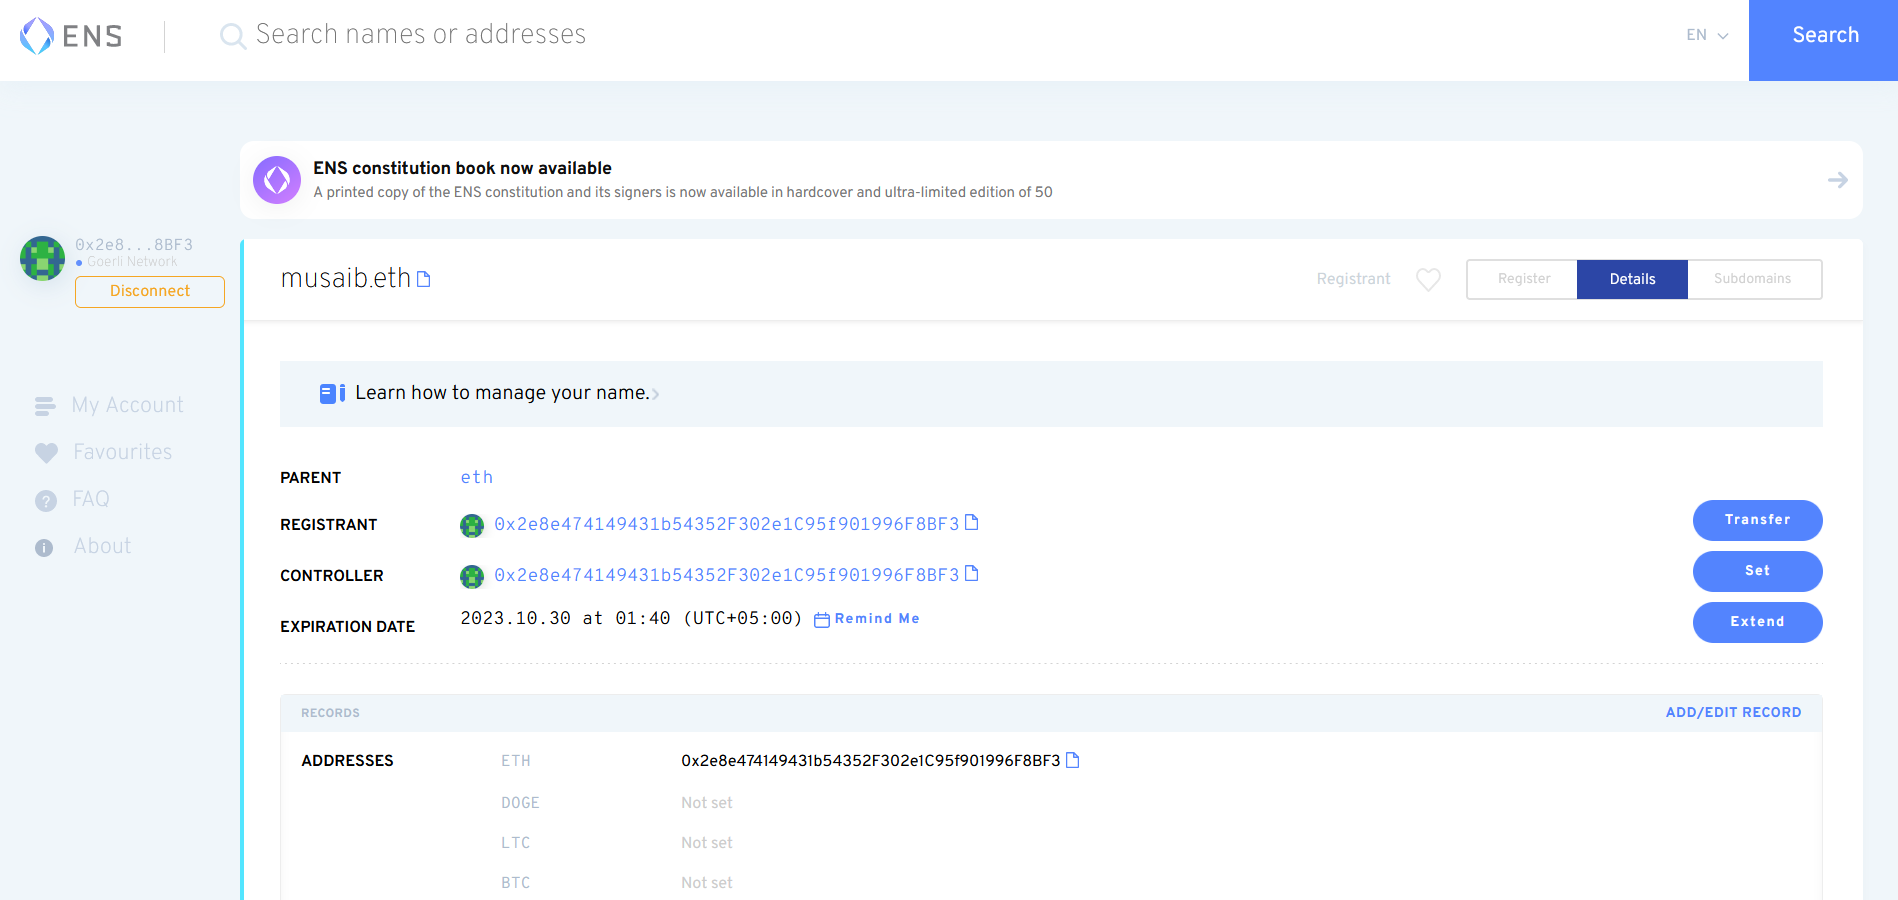 ENS
Search names or addresses
EN
Search
ENS constitution book now available
A printed copy of the ENS constitution and its signers is now available in hardcover and ultra-limited edition of 50
0x2e8...8BF3
Goerli Network
Disconnect
My Account
Favourites
? FAQ
i About
musaib.eth
Registrant
Register
Details
Subdomains
Learn how to manage your name.
PARENT eth
REGISTRANT 0x2e8e474149431b54352F302e1C95f901996F8BF3 Transfer
CONTROLLER 0x2e8e474149431b54352F302e1C95f901996F8BF3 Set
EXPIRATION DATE 2023.10.30 at 01:40 (UTC+05:00) Remind Me Extend
RECORDS ADD/EDIT RECORD
ADDRESSES ETH 0x2e8e474149431b54352F302e1C95f901996F8BF3
DOGE Not set
LTC Not set
BTC Not set